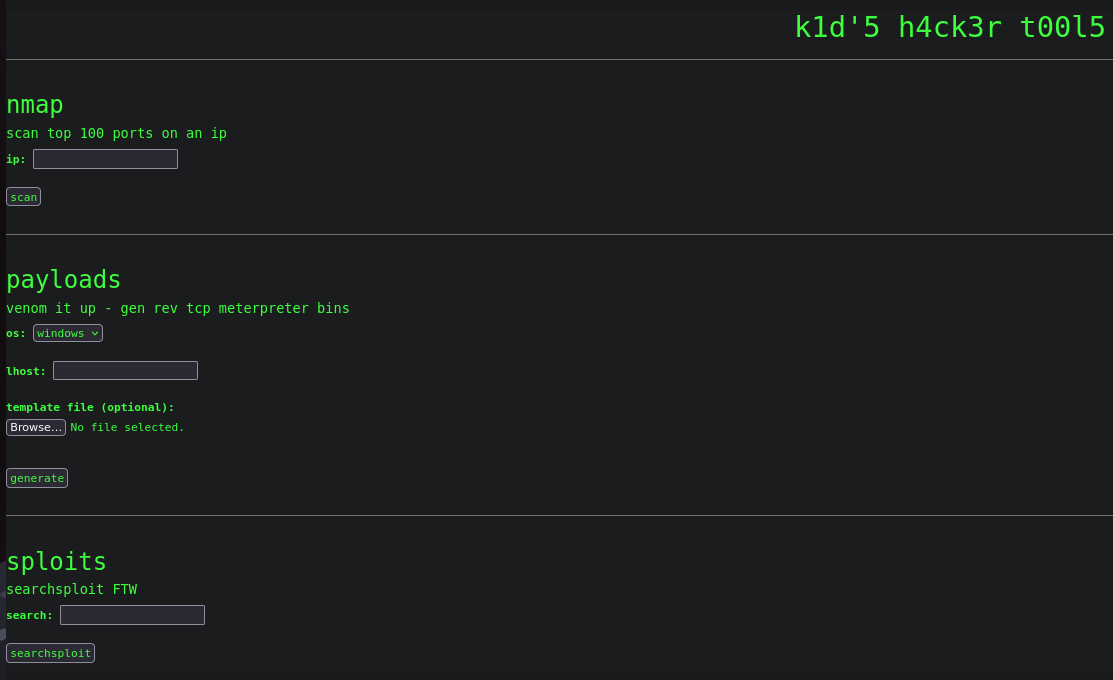 k1d'5 h4ck3r t00l5
nmap
scan top 100 ports on an ip
ip:
scan
payloads
venom it up - gen rev tcp meterpreter bins
os: windows
lhost:
template file (optional):
Browse... No file selected.
generate
sploits
searchsploit FTW
search:
searchsploit